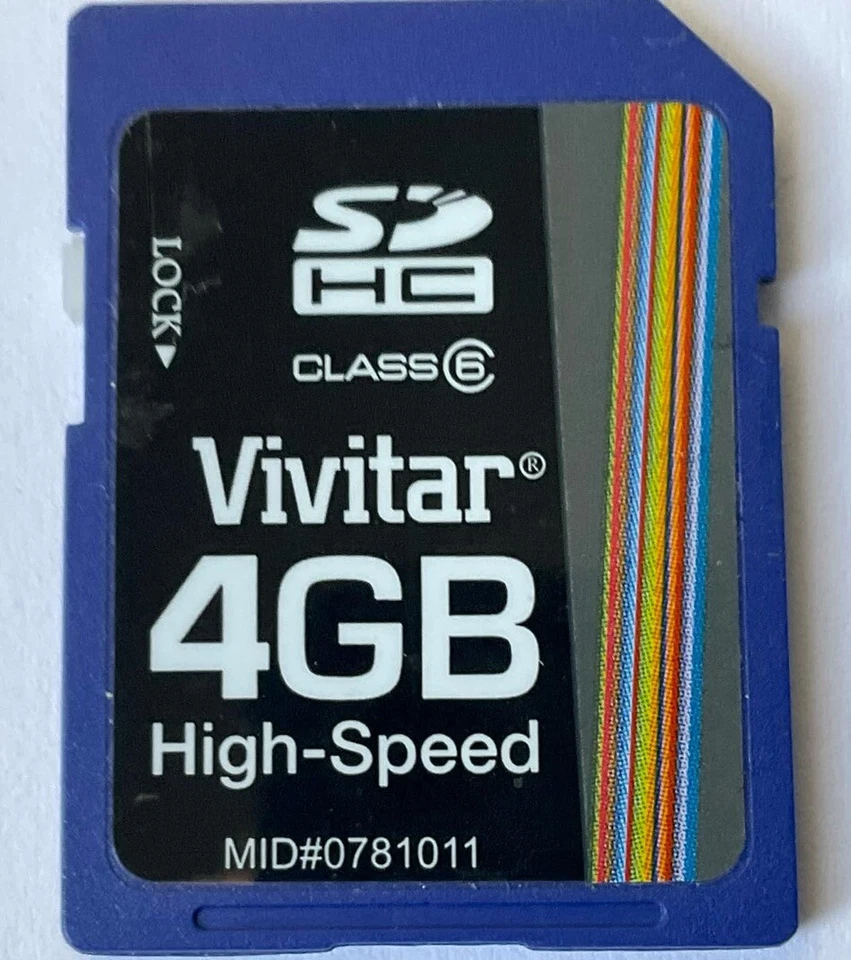 SD
HC
LOCK
CLASS 6
Vivitar®
4GB
High-Speed
MID#0781011